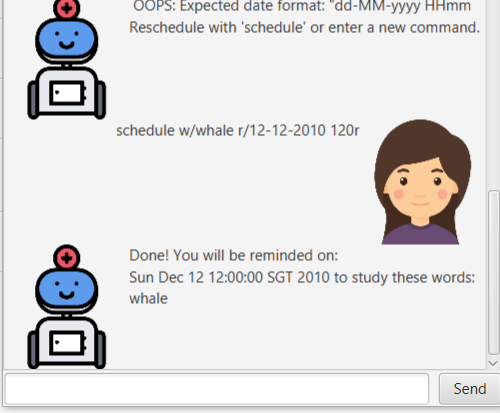 OOPS: Expected date format: "dd-MM-yyyy HHmm
Reschedule with 'schedule' or enter a new command.
schedule w/whale r/12-12-2010 120r
Done! You will be reminded on:
Sun Dec 12 12:00:00 SGT 2010 to study these words:
whale
Send